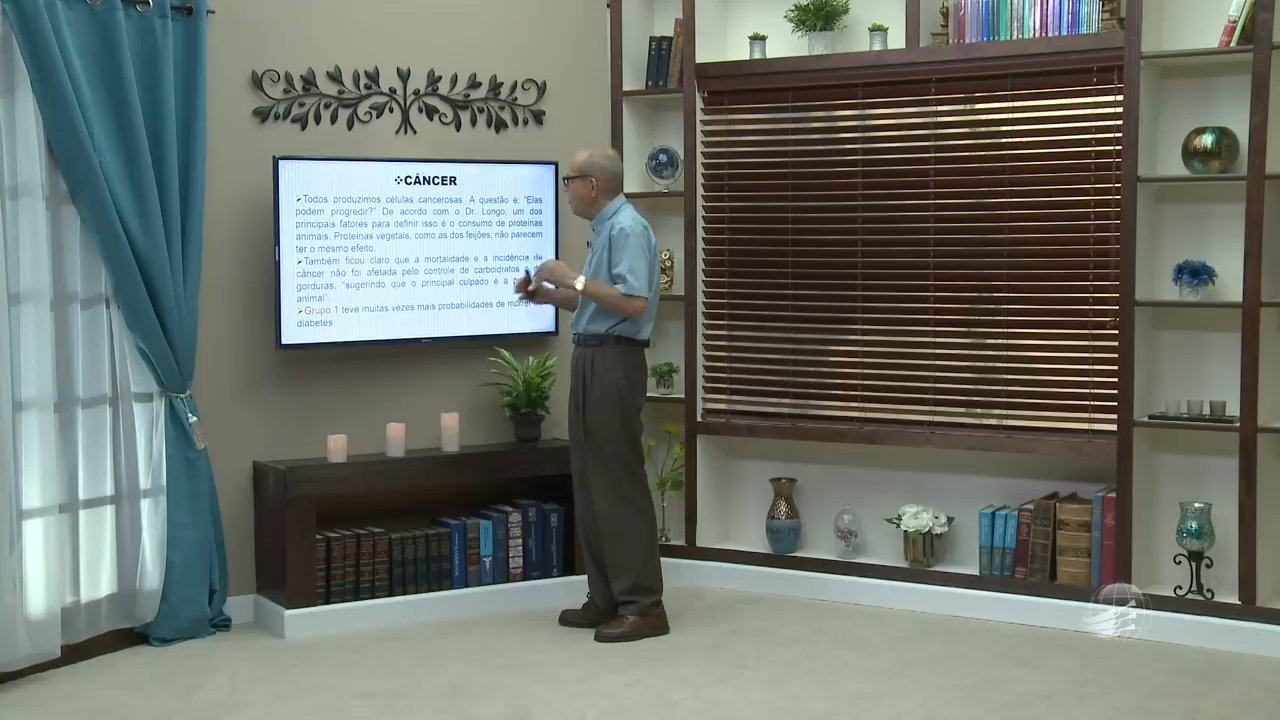 ❖CÂNCER
➢Todos produzimos células cancerosas. A questão é: “Elas
podem progredir?” De acordo com o Dr. Longo, um dos
principais fatores para definir isso é o consumo de proteínas
animais. Proteínas vegetais, como as dos feijões, não parecem
ter o mesmo efeito.
➢Também ficou claro que a mortalidade e a incidência de
câncer não foi afetada pelo controle de carboidratos
gorduras, “sugerindo que o principal culpado é a
animal”.
➢Grupo 1 teve muitas vezes mais probabilidades de morrer
diabetes